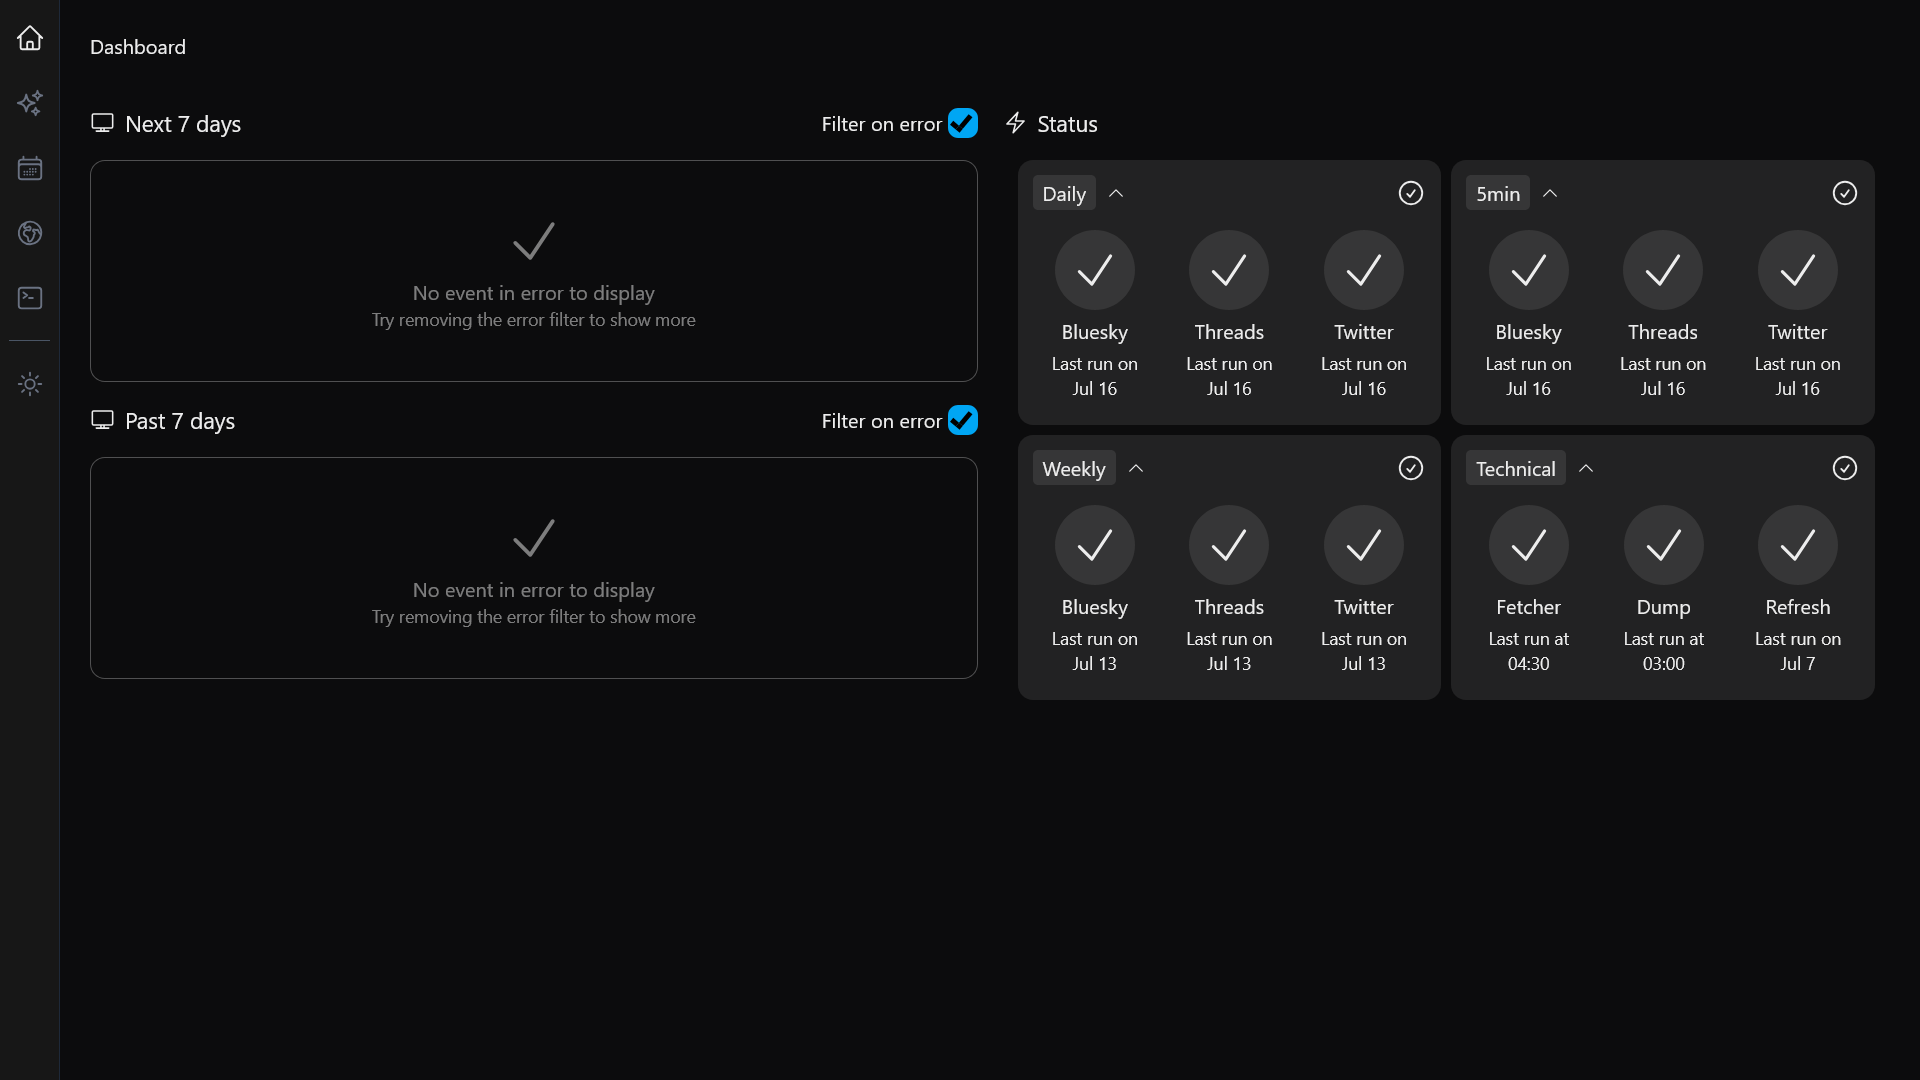 Dashboard
Next 7 days
Filter on error
No event in error to display
Try removing the error filter to show more
Past 7 days
Filter on error
No event in error to display
Try removing the error filter to show more
Status
Daily
Bluesky
Last run on
Jul 16
Threads
Last run on
Jul 16
Twitter
Last run on
Jul 16
5min
Bluesky
Last run on
Jul 16
Threads
Last run on
Jul 16
Twitter
Last run on
Jul 16
Weekly
Bluesky
Last run on
Jul 13
Threads
Last run on
Jul 13
Twitter
Last run on
Jul 13
Technical
Fetcher
Last run at
04:30
Dump
Last run at
03:00
Refresh
Last run on
Jul 7